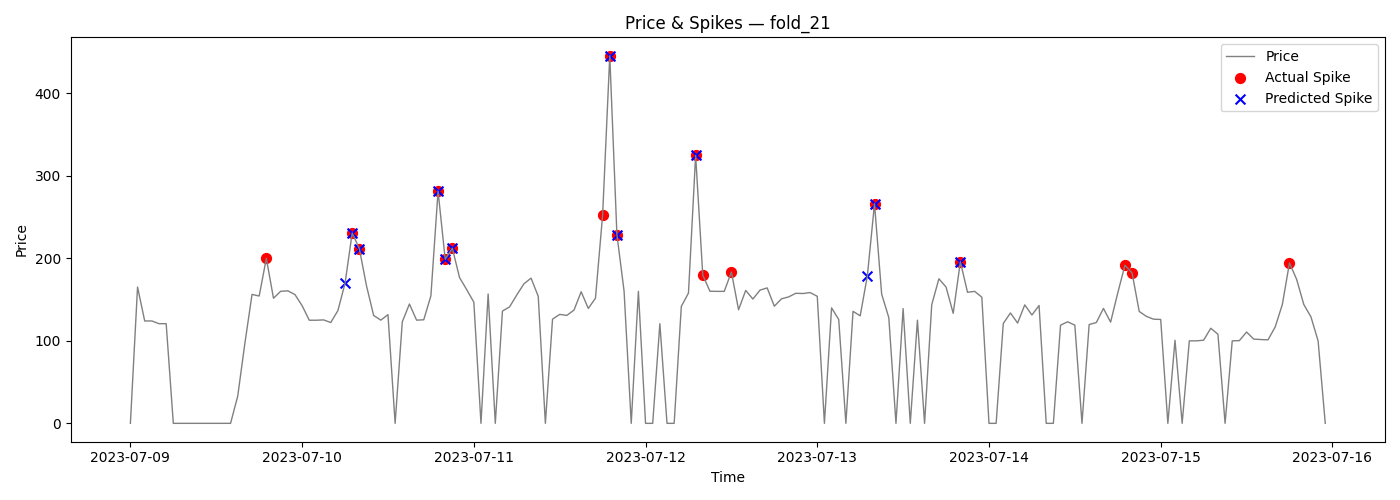 Price & Spikes — fold_21
Price
Actual Spike
Predicted Spike
Price
400
300
200
100
0
2023-07-09
2023-07-10
2023-07-11
2023-07-12
2023-07-13
2023-07-14
2023-07-15
2023-07-16
Time